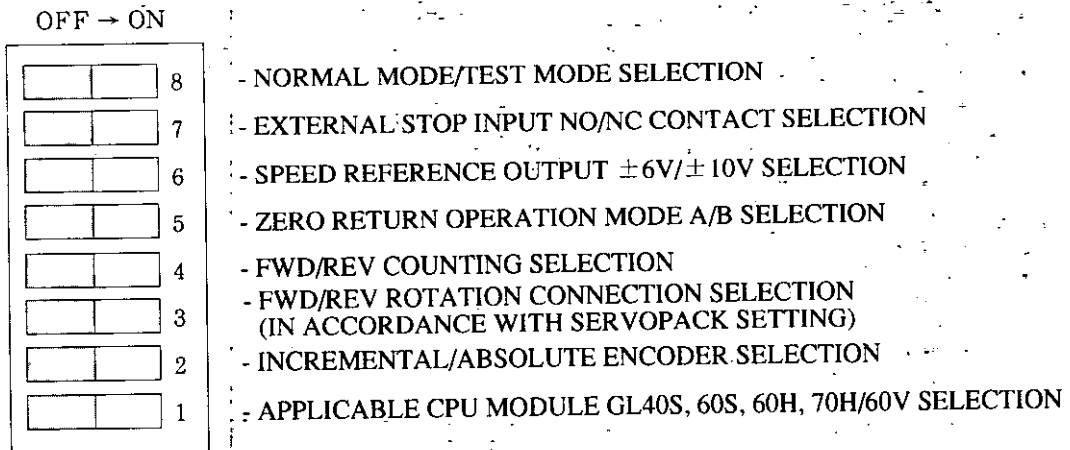 OFF → ON
8 - NORMAL MODE/TEST MODE SELECTION
7 - EXTERNAL STOP INPUT NO/NC CONTACT SELECTION
6 - SPEED REFERENCE OUTPUT ±6V/±10V SELECTION
5 - ZERO RETURN OPERATION MODE A/B SELECTION
4 - FWD/REV COUNTING SELECTION
3 - FWD/REV ROTATION CONNECTION SELECTION
(IN ACCORDANCE WITH SERVOPACK SETTING)
2 - INCREMENTAL/ABSOLUTE ENCODER SELECTION
1 - APPLICABLE CPU MODULE GL40S, 60S, 60H, 70H/60V SELECTION